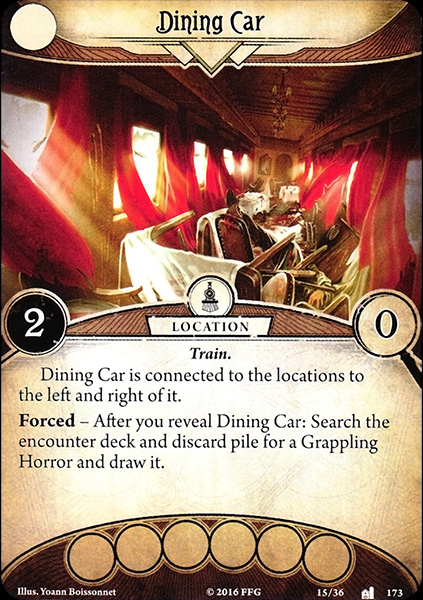 Dining Car
2
LOCATION
0
Train.
Dining Car is connected to the locations to
the left and right of it.
Forced – After you reveal Dining Car: Search the
encounter deck and discard pile for a Grappling
Horror and draw it.
Illus. Yoann Boissonnet © 2016 FFG 15/36 173